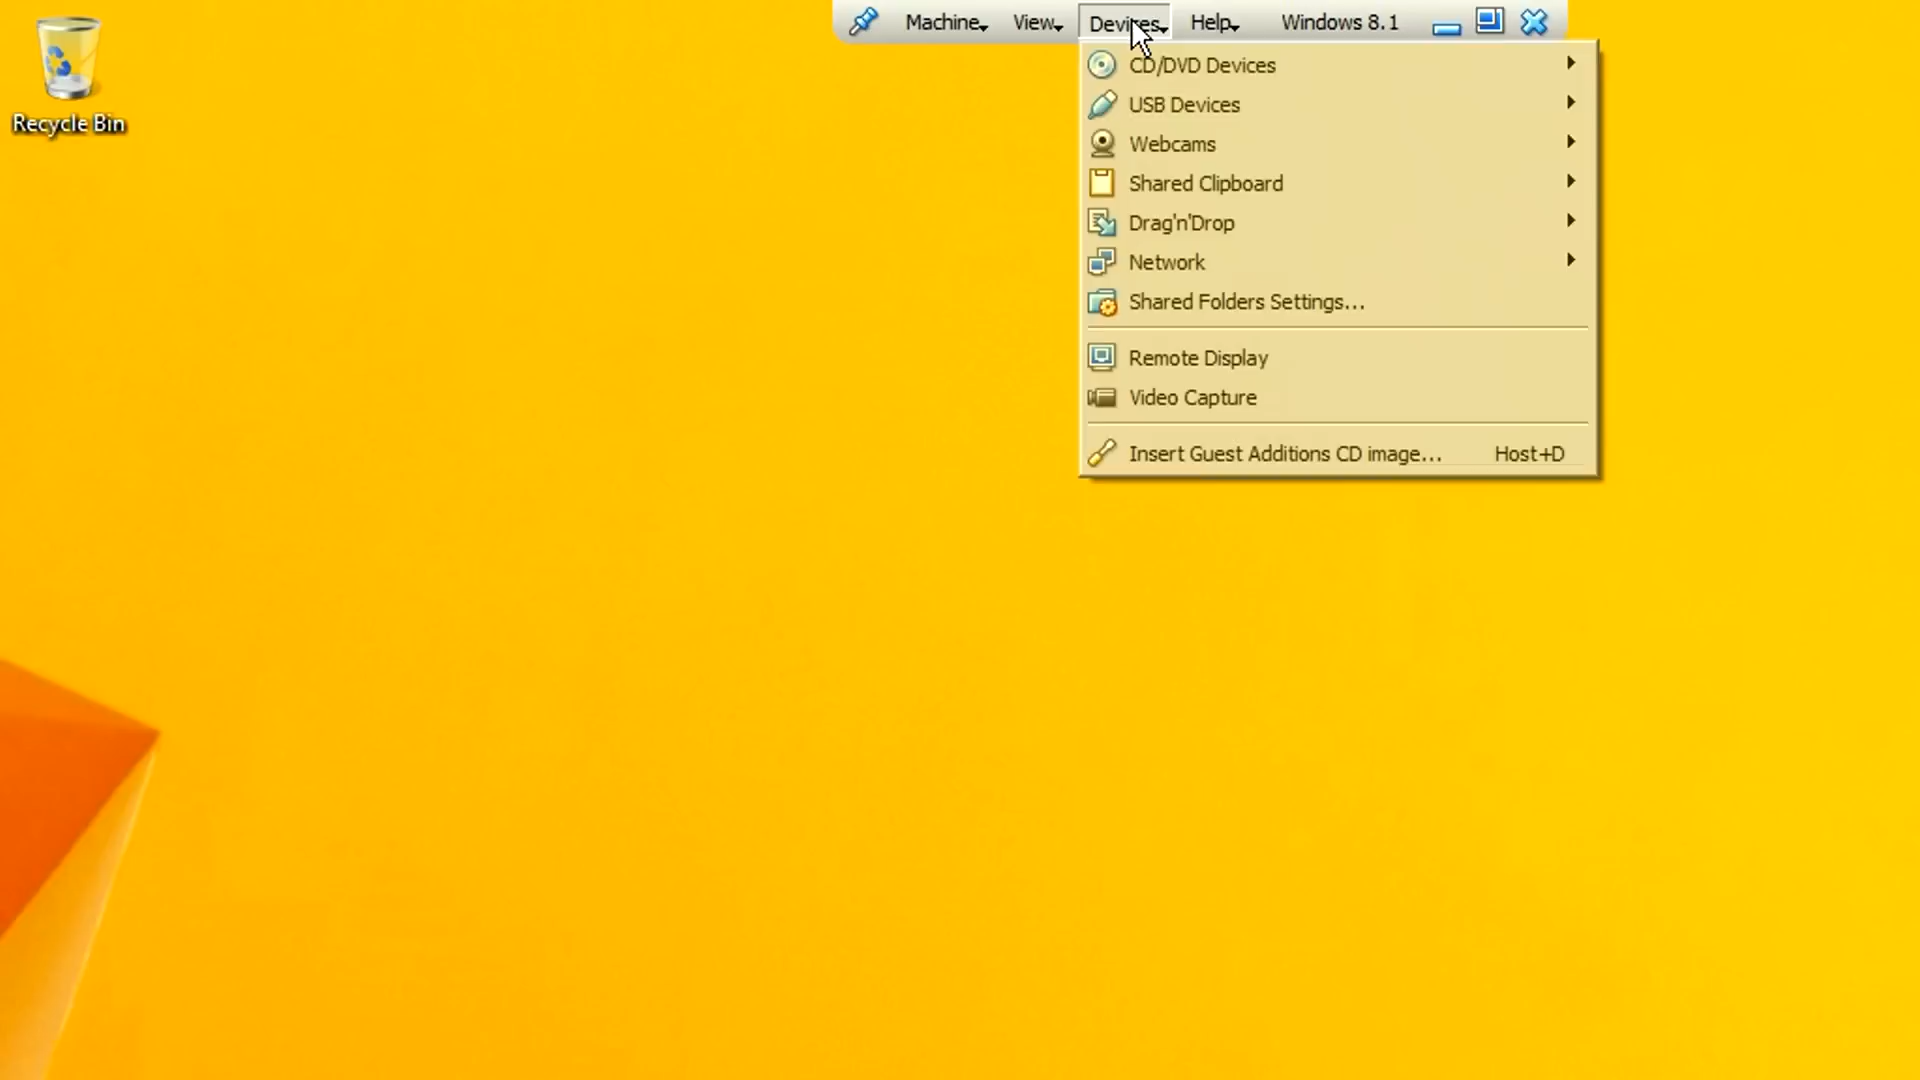 Machine View Devices Help Windows 8.1
Recycle Bin
CD/DVD Devices
USB Devices
Webcams
Shared Clipboard
Drag'n'Drop
Network
Shared Folders Settings...
Remote Display
Video Capture
Insert Guest Additions CD image... Host+D